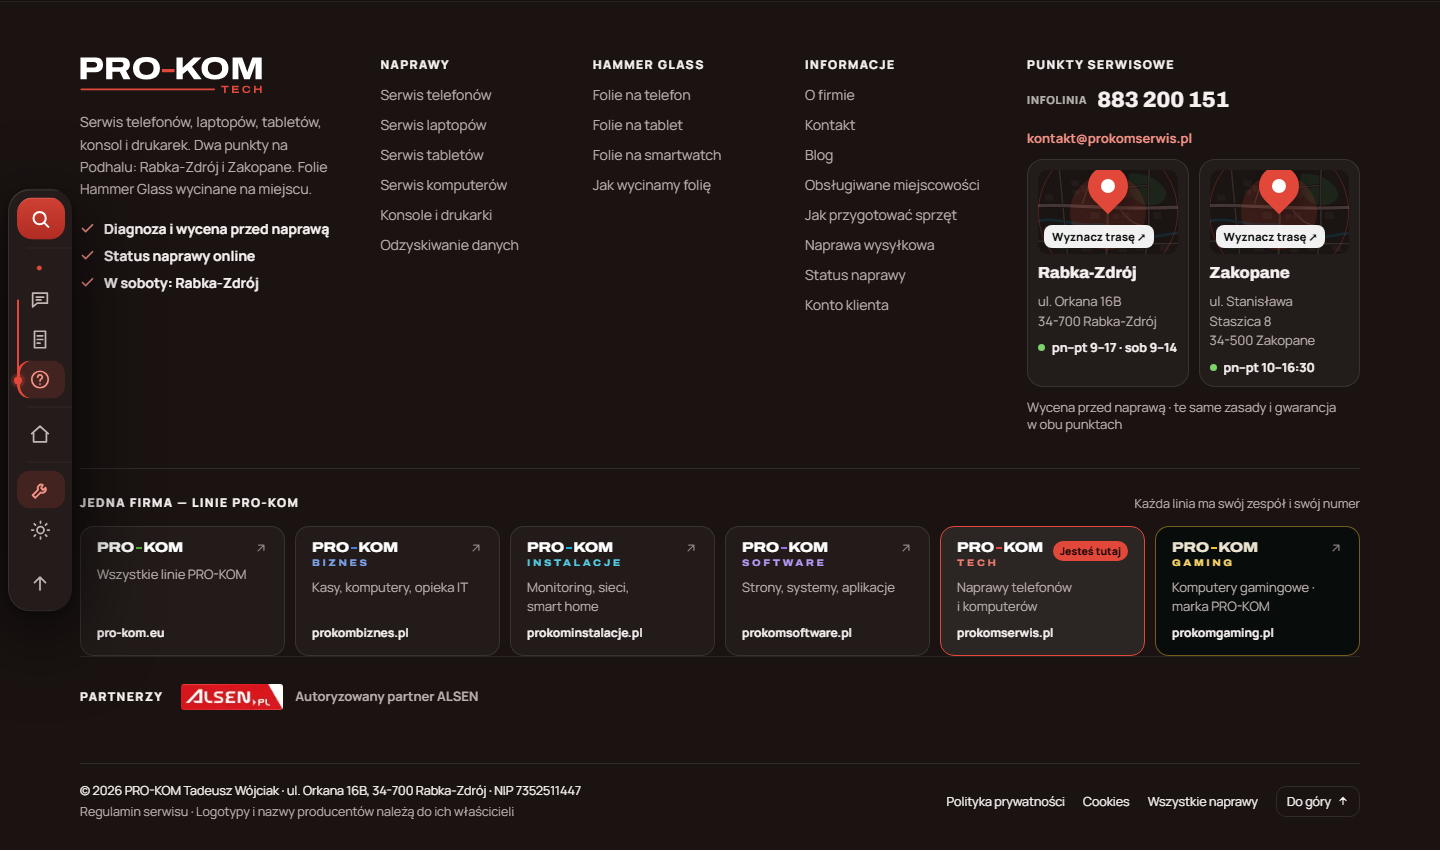 PRO-KOM
TECH
Serwis telefonów, laptopów, tabletów,
konsol i drukarek. Dwa punkty na
Podhalu: Rabka-Zdrój i Zakopane. Folie
Hammer Glass wycinane na miejscu.
Diagnoza i wycena przed naprawą
Status naprawy online
W soboty: Rabka-Zdrój
NAPRAWY
Serwis telefonów
Serwis laptopów
Serwis tabletów
Serwis komputerów
Konsole i drukarki
Odzyskiwanie danych
HAMMER GLASS
Folie na telefon
Folie na tablet
Folie na smartwatch
Jak wycinamy folię
INFORMACJE
O firmie
Kontakt
Blog
Obsługiwane miejscowości
Jak przygotować sprzęt
Naprawa wysyłkowa
Status naprawy
Konto klienta
PUNKTY SERWISOWE
INFOLINIA 883 200 151
kontakt@prokomserwis.pl
Wyznacz trasę ↗
Rabka-Zdrój
ul. Orkana 16B
34-700 Rabka-Zdrój
pn–pt 9–17 · sob 9–14
Wyznacz trasę ↗
Zakopane
ul. Stanisława
Staszica 8
34-500 Zakopane
pn–pt 10–16:30
Wycena przed naprawą · te same zasady i gwarancja
w obu punktach
JEDNA FIRMA — LINIE PRO-KOM
Każda linia ma swój zespół i swój numer
PRO-KOM
Wszystkie linie PRO-KOM
pro-kom.eu
PRO-KOM
BIZNES
Kasy, komputery, opieka IT
prokombiznes.pl
PRO-KOM
INSTALACJE
Monitoring, sieci,
smart home
prokominstalacje.pl
PRO-KOM
SOFTWARE
Strony, systemy, aplikacje
prokomsoftware.pl
PRO-KOM
TECH
Jesteś tutaj
Naprawy telefonów
i komputerów
prokomserwis.pl
PRO-KOM
GAMING
Komputery gamingowe ·
marka PRO-KOM
prokomgaming.pl
PARTNERZY
ALSEN.PL
Autoryzowany partner ALSEN
© 2026 PRO-KOM Tadeusz Wójciak · ul. Orkana 16B, 34-700 Rabka-Zdrój · NIP 7352511447
Regulamin serwisu · Logotypy i nazwy producentów należą do ich właścicieli
Polityka prywatności
Cookies
Wszystkie naprawy
Do góry ↑